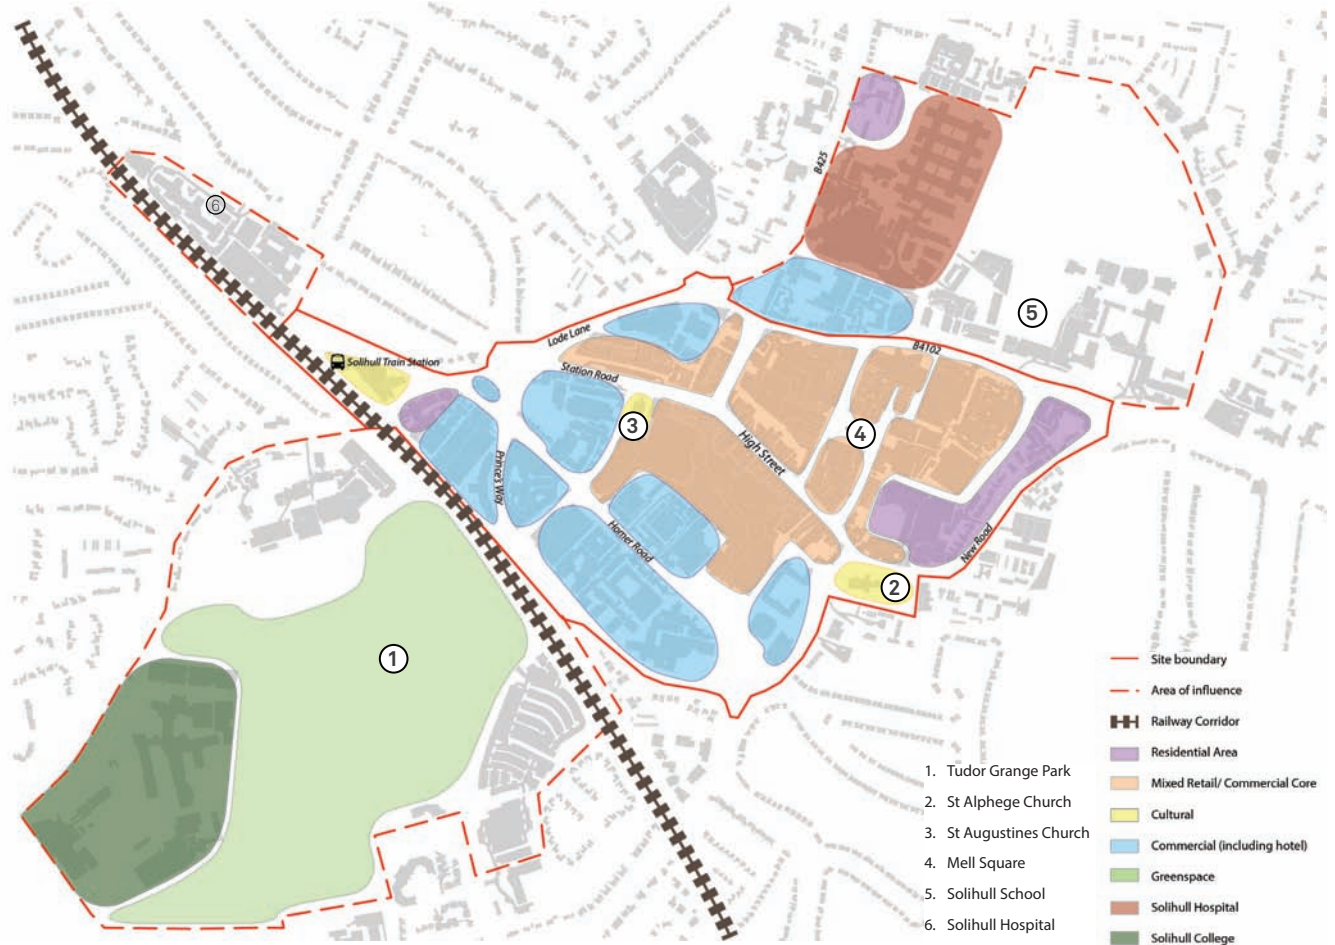 6
B425
5
Lode Lane
B4102
Solihull Train Station
Station Road
3
4
High Street
Prince's Way
Homer Road
New Road
2
1
Site boundary
Area of influence
Railway Corridor
Residential Area
Mixed Retail/ Commercial Core
Cultural
Commercial (including hotel)
Greenspace
Solihull Hospital
Solihull College
1. Tudor Grange Park
2. St Alphege Church
3. St Augustines Church
4. Mell Square
5. Solihull School
6. Solihull Hospital